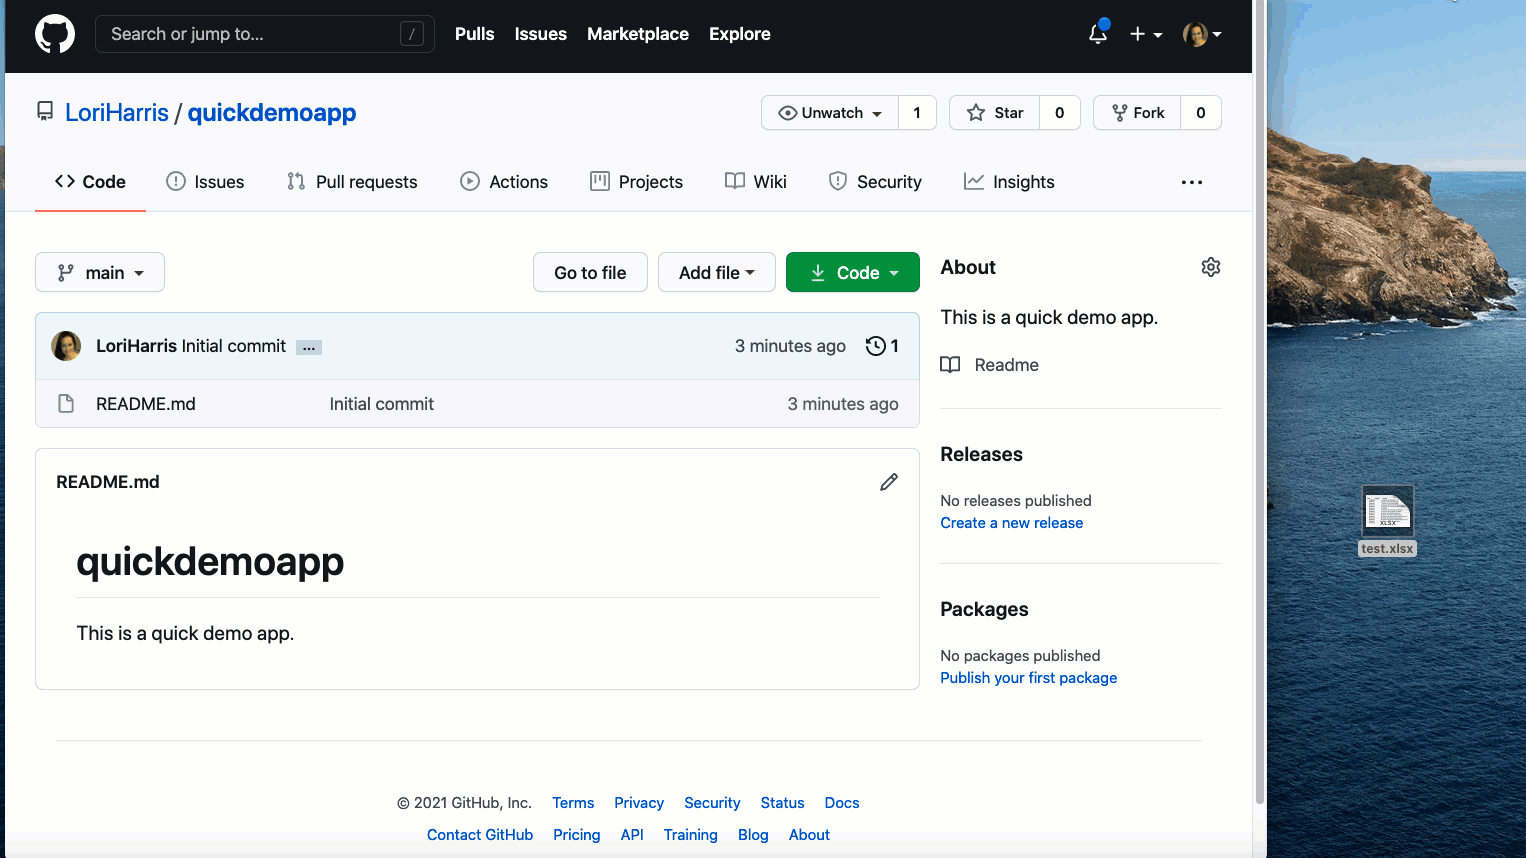 Search or jump to... /
Pulls Issues Marketplace Explore
LoriHarris / quickdemoapp
Unwatch 1
Star 0
Fork 0
Code Issues Pull requests Actions Projects Wiki Security Insights ...
main
Go to file
Add file
Code
LoriHarris Initial commit ... 3 minutes ago 1
README.md Initial commit 3 minutes ago
README.md
quickdemoapp
This is a quick demo app.
About
This is a quick demo app.
Readme
Releases
No releases published
Create a new release
Packages
No packages published
Publish your first package
© 2021 GitHub, Inc. Terms Privacy Security Status Docs
Contact GitHub Pricing API Training Blog About
XLSX
test.xlsx